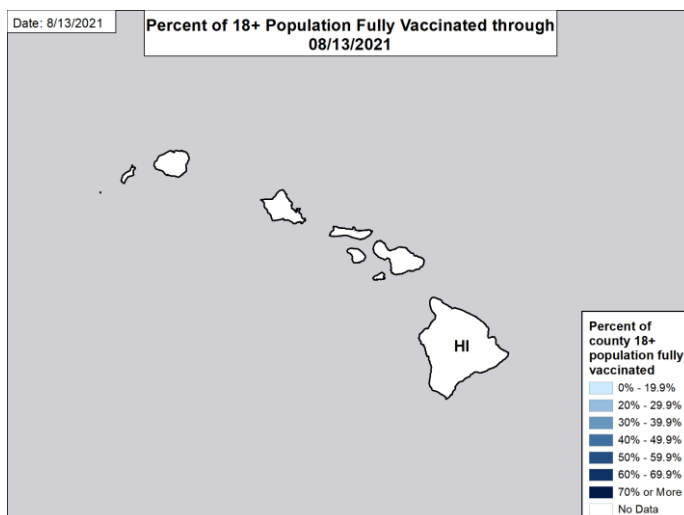 Date: 8/13/2021
Percent of 18+ Population Fully Vaccinated through
08/13/2021
HI
Percent of
county 18+
population fully
vaccinated
0% - 19.9%
20% - 29.9%
30% - 39.9%
40% - 49.9%
50% - 59.9%
60% - 69.9%
70% or More
No Data